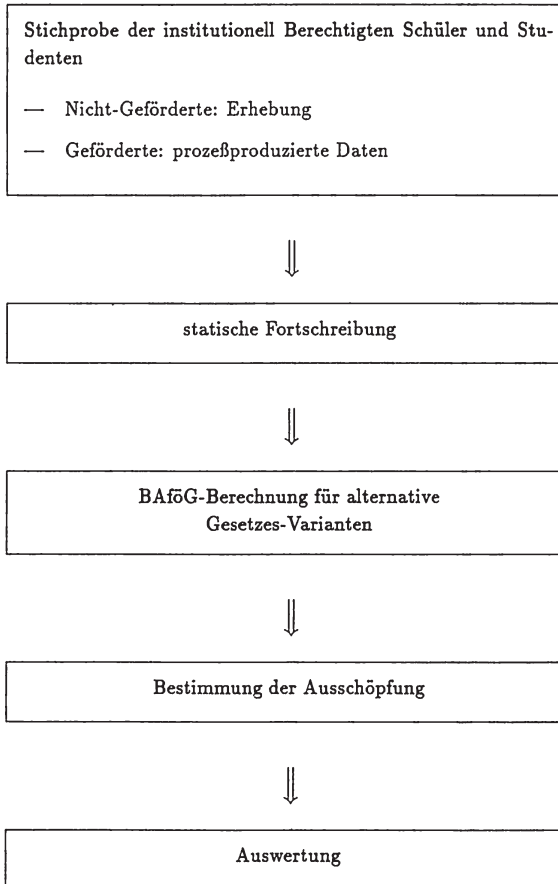 Stichprobe der institutionell Berechtigten Schüler und Stu-
denten
— Nicht-Geförderte: Erhebung
— Geförderte: prozeßproduzierte Daten
⇓
statische Fortschreibung
⇓
BAföG-Berechnung für alternative
Gesetzes-Varianten
⇓
Bestimmung der Ausschöpfung
⇓
Auswertung